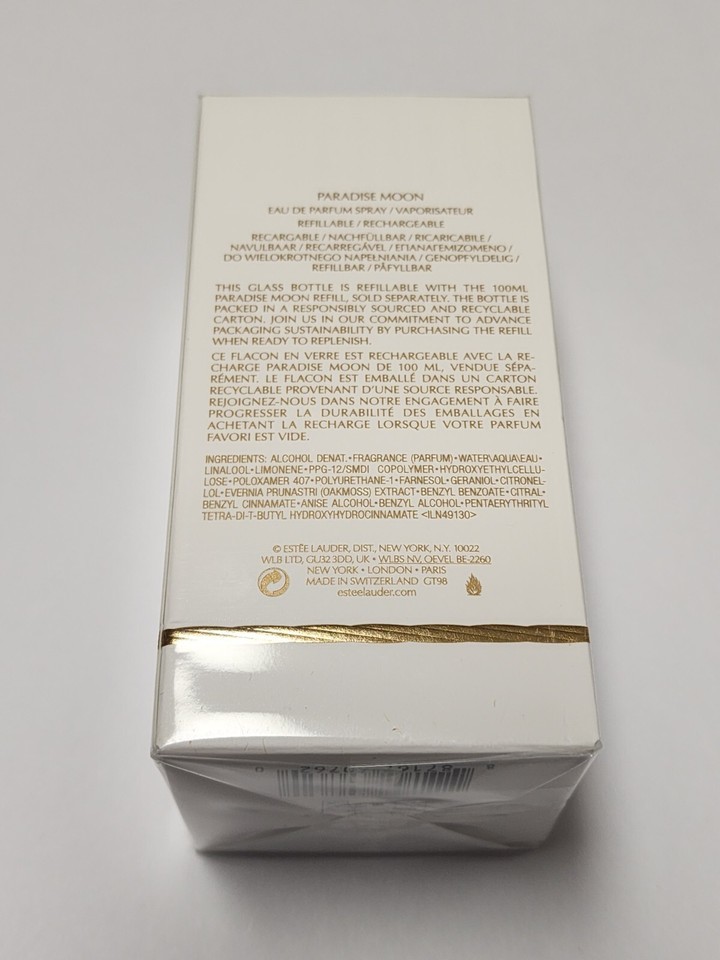 PARADISE MOON
EAU DE PARFUM SPRAY / VAPORISATEUR
REFILLABLE / RECHARGEABLE
RECARGABLE / NACHFÜLLBAR / RICARICABILE /
NAVULBAAR / RECARREGÁVEL / ΕΠΑΝΑΓΕΜΙΖΟΜΕΝΟ /
DO WIELOKROTNEGO NAPEŁNIANIA / GENOPFYLDELIG /
REFILLBAR / PÅFYLLBAR
THIS GLASS BOTTLE IS REFILLABLE WITH THE 100ML
PARADISE MOON REFILL, SOLD SEPARATELY. THE BOTTLE IS
PACKED IN A RESPONSIBLY SOURCED AND RECYCLABLE
CARTON. JOIN US IN OUR COMMITMENT TO ADVANCE
PACKAGING SUSTAINABILITY BY PURCHASING THE REFILL
WHEN READY TO REPLENISH.
CE FLACON EN VERRE EST RECHARGEABLE AVEC LA RE-
CHARGE PARADISE MOON DE 100 ML, VENDUE SÉPA-
RÉMENT. LE FLACON EST EMBALLÉ DANS UN CARTON
RECYCLABLE PROVENANT D'UNE SOURCE RESPONSABLE.
REJOIGNEZ-NOUS DANS NOTRE ENGAGEMENT À FAIRE
PROGRESSER LA DURABILITÉ DES EMBALLAGES EN
ACHETANT LA RECHARGE LORSQUE VOTRE PARFUM
FAVORI EST VIDE.
INGREDIENTS: ALCOHOL DENAT.•FRAGRANCE (PARFUM)•WATER\AQUA\EAU•
LINALOOL•LIMONENE•PPG-12/SMDI COPOLYMER•HYDROXYETHYLCELLU-
LOSE•POLOXAMER 407•POLYURETHANE-1•FARNESOL•GERANIOL•CITRONEL-
LOL•EVERNIA PRUNASTRI (OAKMOSS) EXTRACT•BENZYL BENZOATE•CITRAL•
BENZYL CINNAMATE•ANISE ALCOHOL•BENZYL ALCOHOL•PENTAERYTHRITYL
TETRA-DI-T-BUTYL HYDROXYHYDROCINNAMATE <ILN49130>
© ESTĒE LAUDER, DIST., NEW YORK, N.Y. 10022
WLB LTD, GU32 3DD, UK • WLBS NV, OEVEL BE-2260
NEW YORK • LONDON • PARIS
MADE IN SWITZERLAND GT98
esteelauder.com